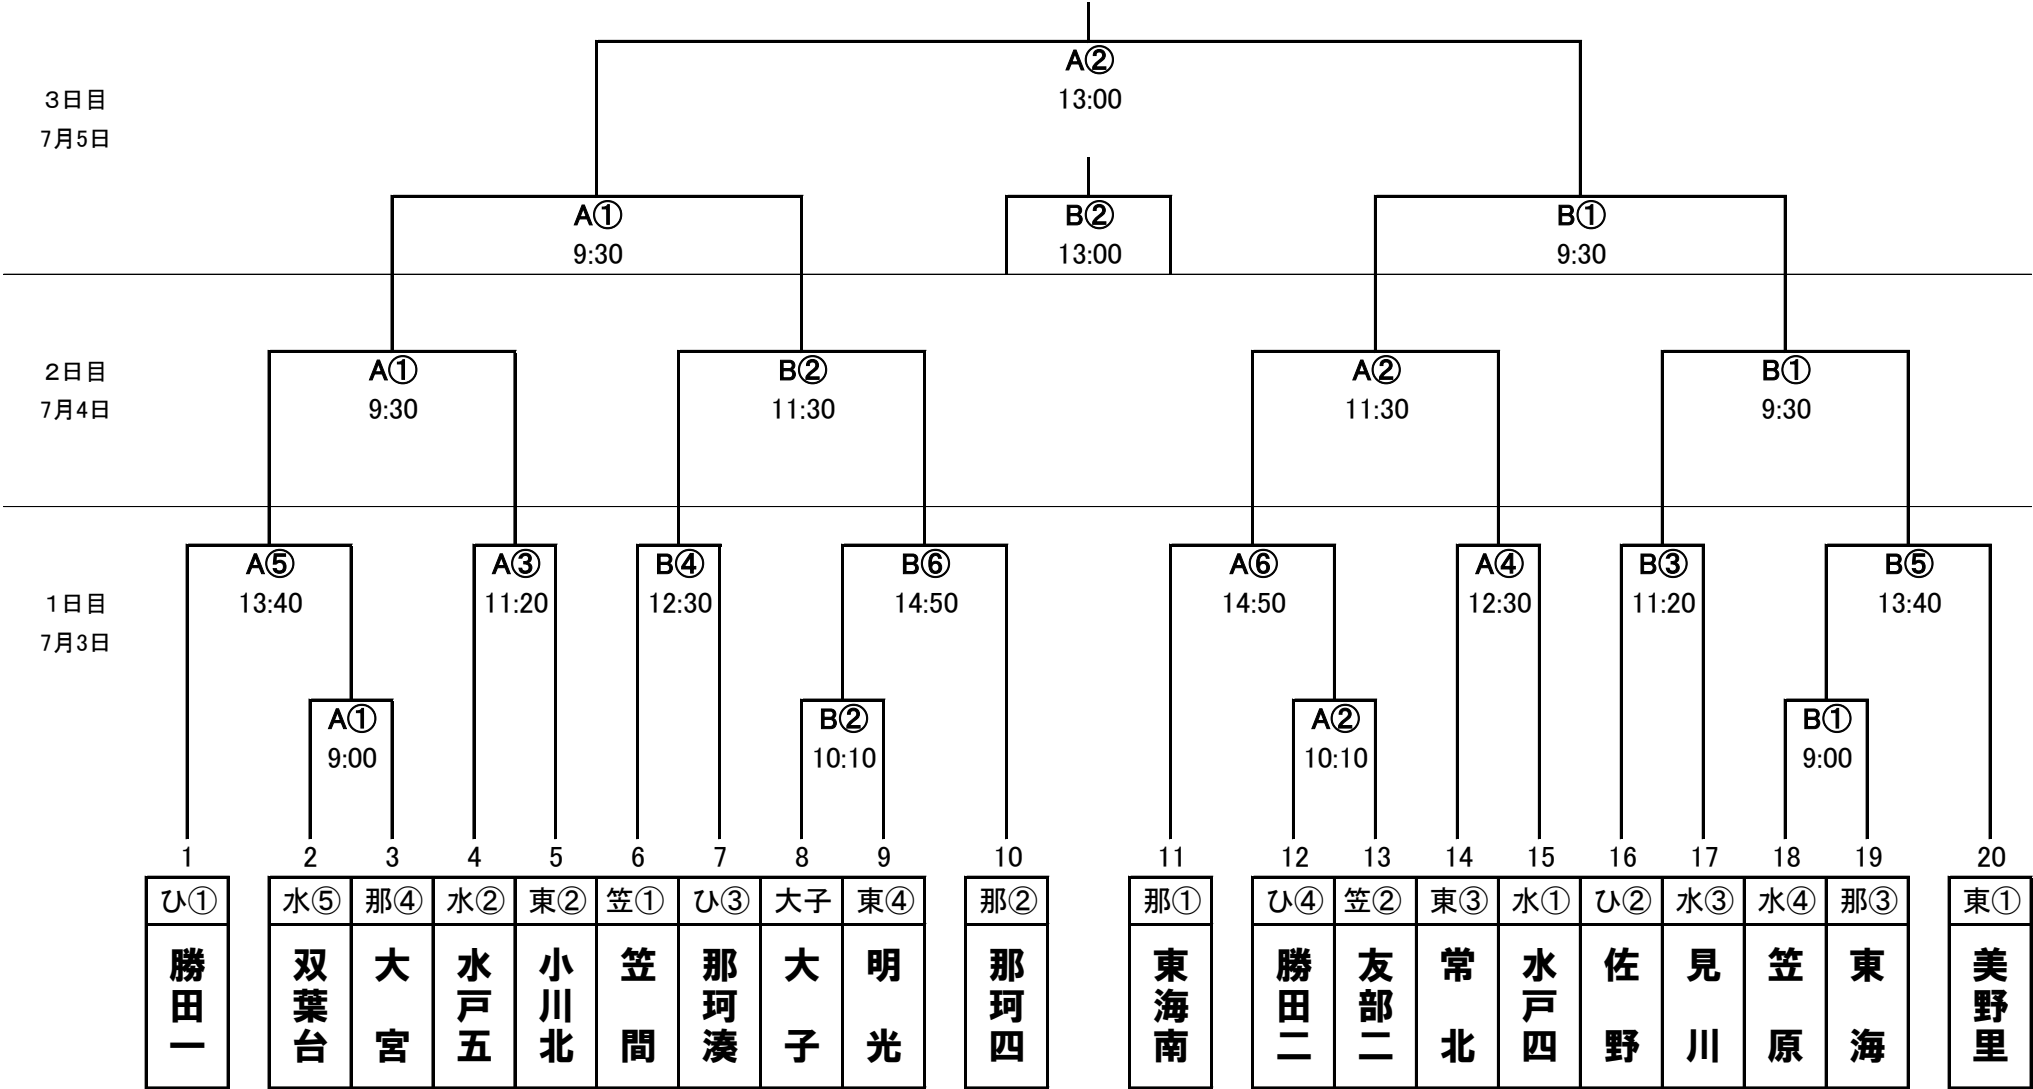 A②
3日目
13:00
7月5日
A①
B②
B①
9:30
13:00
9:30
2日目
A①
B②
A②
B①
7月4日
9:30
11:30
11:30
9:30
A⑤
A③
B④
B⑥
A⑥
A④
B③
B⑤
1日目
13:40
11:20
12:30
14:50
14:50
12:30
11:20
13:40
7月3日
A①
B②
A②
B①
9:00
10:10
10:10
9:00
1 2 3 4 5 6 7 8 9 10 11 12 13 14 15 16 17 18 19 20
ひ① 水⑤ 那④ 水② 東② 笠① ひ③ 大子 東④ 那② 那① ひ④ 笠② 東③ 水① ひ② 水③ 水④ 那③ 東①
勝田一
双葉台
大宮
水戸五
小川北
笠間
那珂湊
大子
明光
那珂四
東海南
勝田二
友部二
常北
水戸四
佐野
見川
笠原
東海
美野里